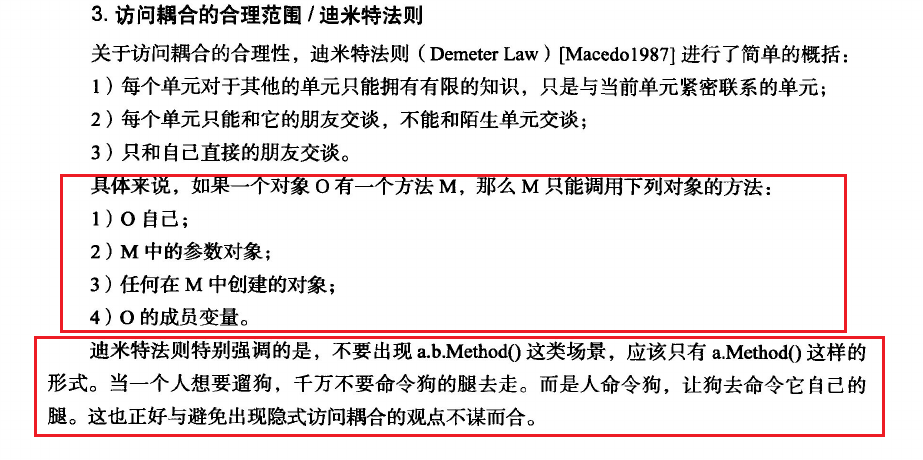 3. 访问耦合的合理范围 / 迪米特法则
关于访问耦合的合理性，迪米特法则（Demeter Law）[Macedo1987] 进行了简单的概括：
1）每个单元对于其他的单元只能拥有有限的知识，只是与当前单元紧密联系的单元；
2）每个单元只能和它的朋友交谈，不能和陌生单元交谈；
3）只和自己直接的朋友交谈。
具体来说，如果一个对象 O 有一个方法 M，那么 M 只能调用下列对象的方法：
1）O 自己；
2）M 中的参数对象；
3）任何在 M 中创建的对象；
4）O 的成员变量。
迪米特法则特别强调的是，不要出现 a.b.Method() 这类场景，应该只有 a.Method() 这样的
形式。当一个人想要遛狗，千万不要命令狗的腿去走。而是人命令狗，让狗去命令它自己的
腿。这也正好与避免出现隐式访问耦合的观点不谋而合。